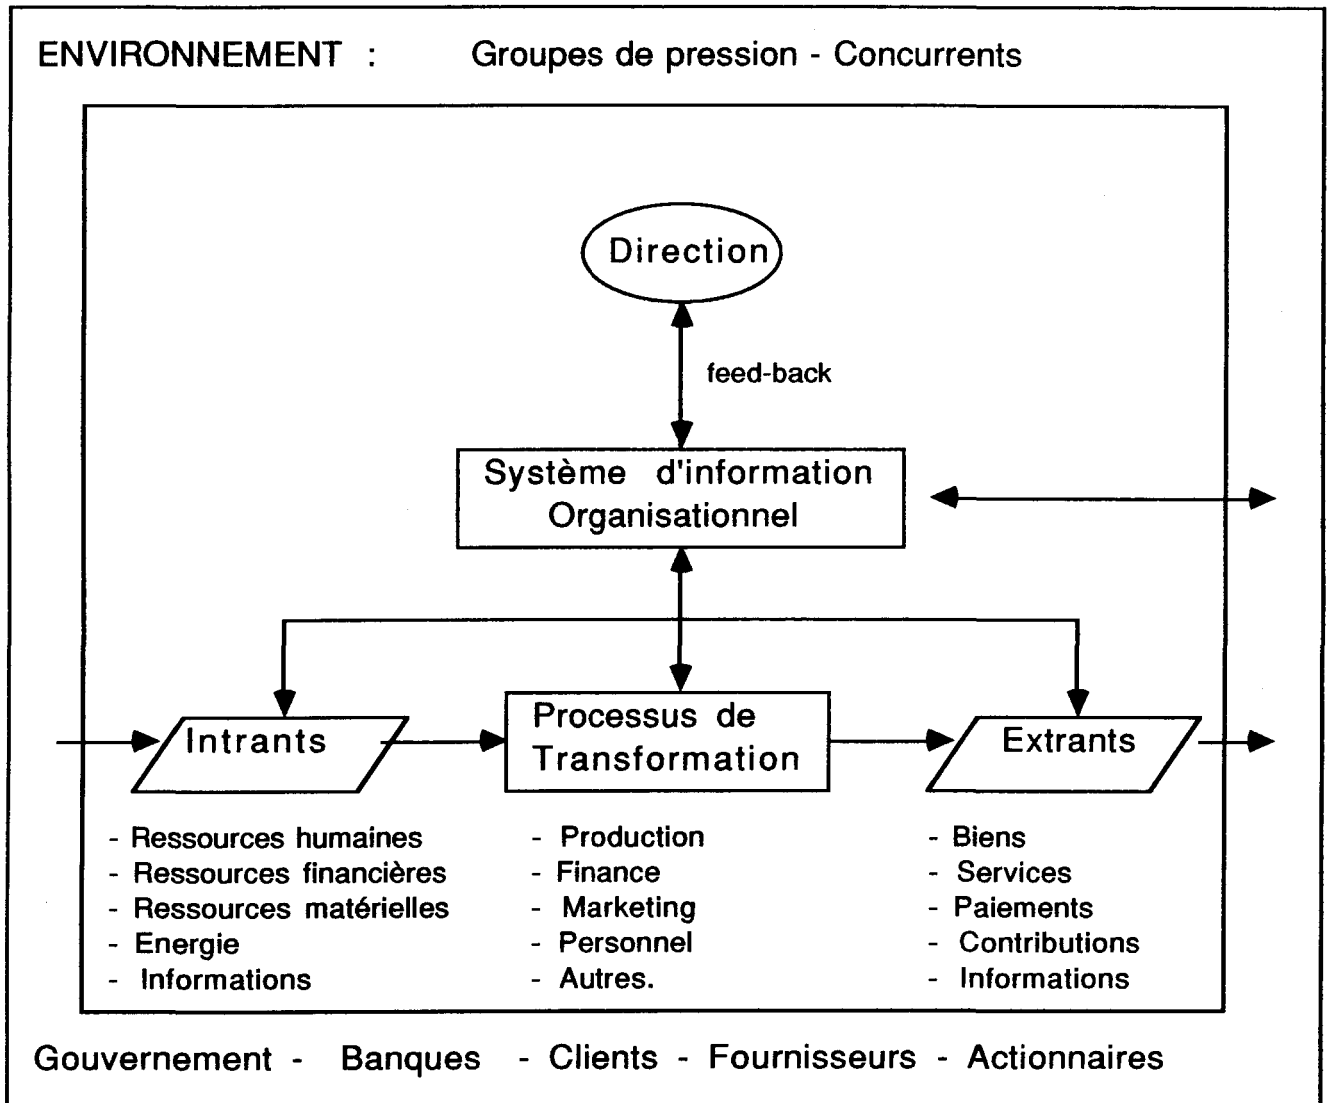 ENVIRONNEMENT : Groupes de pression - Concurrents
Direction
feed-back
Système d'information
Organisationnel
Intrants
Processus de
Transformation
Extrants
- Ressources humaines
- Ressources financières
- Ressources matérielles
- Energie
- Informations
- Production
- Finance
- Marketing
- Personnel
- Autres.
- Biens
- Services
- Paiements
- Contributions
- Informations
Gouvernement - Banques - Clients - Fournisseurs - Actionnaires